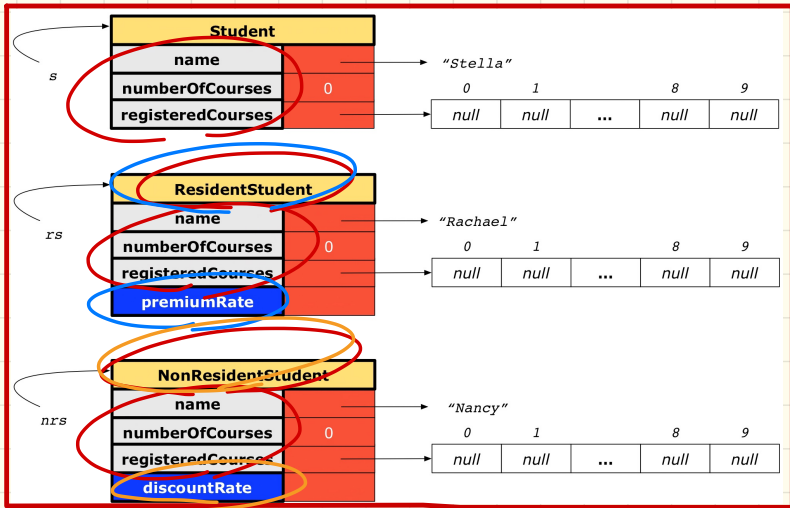 Student
name “Stella”
s
numberOfCourses 0 0 1 8 9
registeredCourses null null ... null null
ResidentStudent
name “Rachael”
rs
numberOfCourses 0 0 1 8 9
registeredCourses null null ... null null
premiumRate
NonResidentStudent
name “Nancy”
nrs
numberOfCourses 0 0 1 8 9
registeredCourses null null ... null null
discountRate